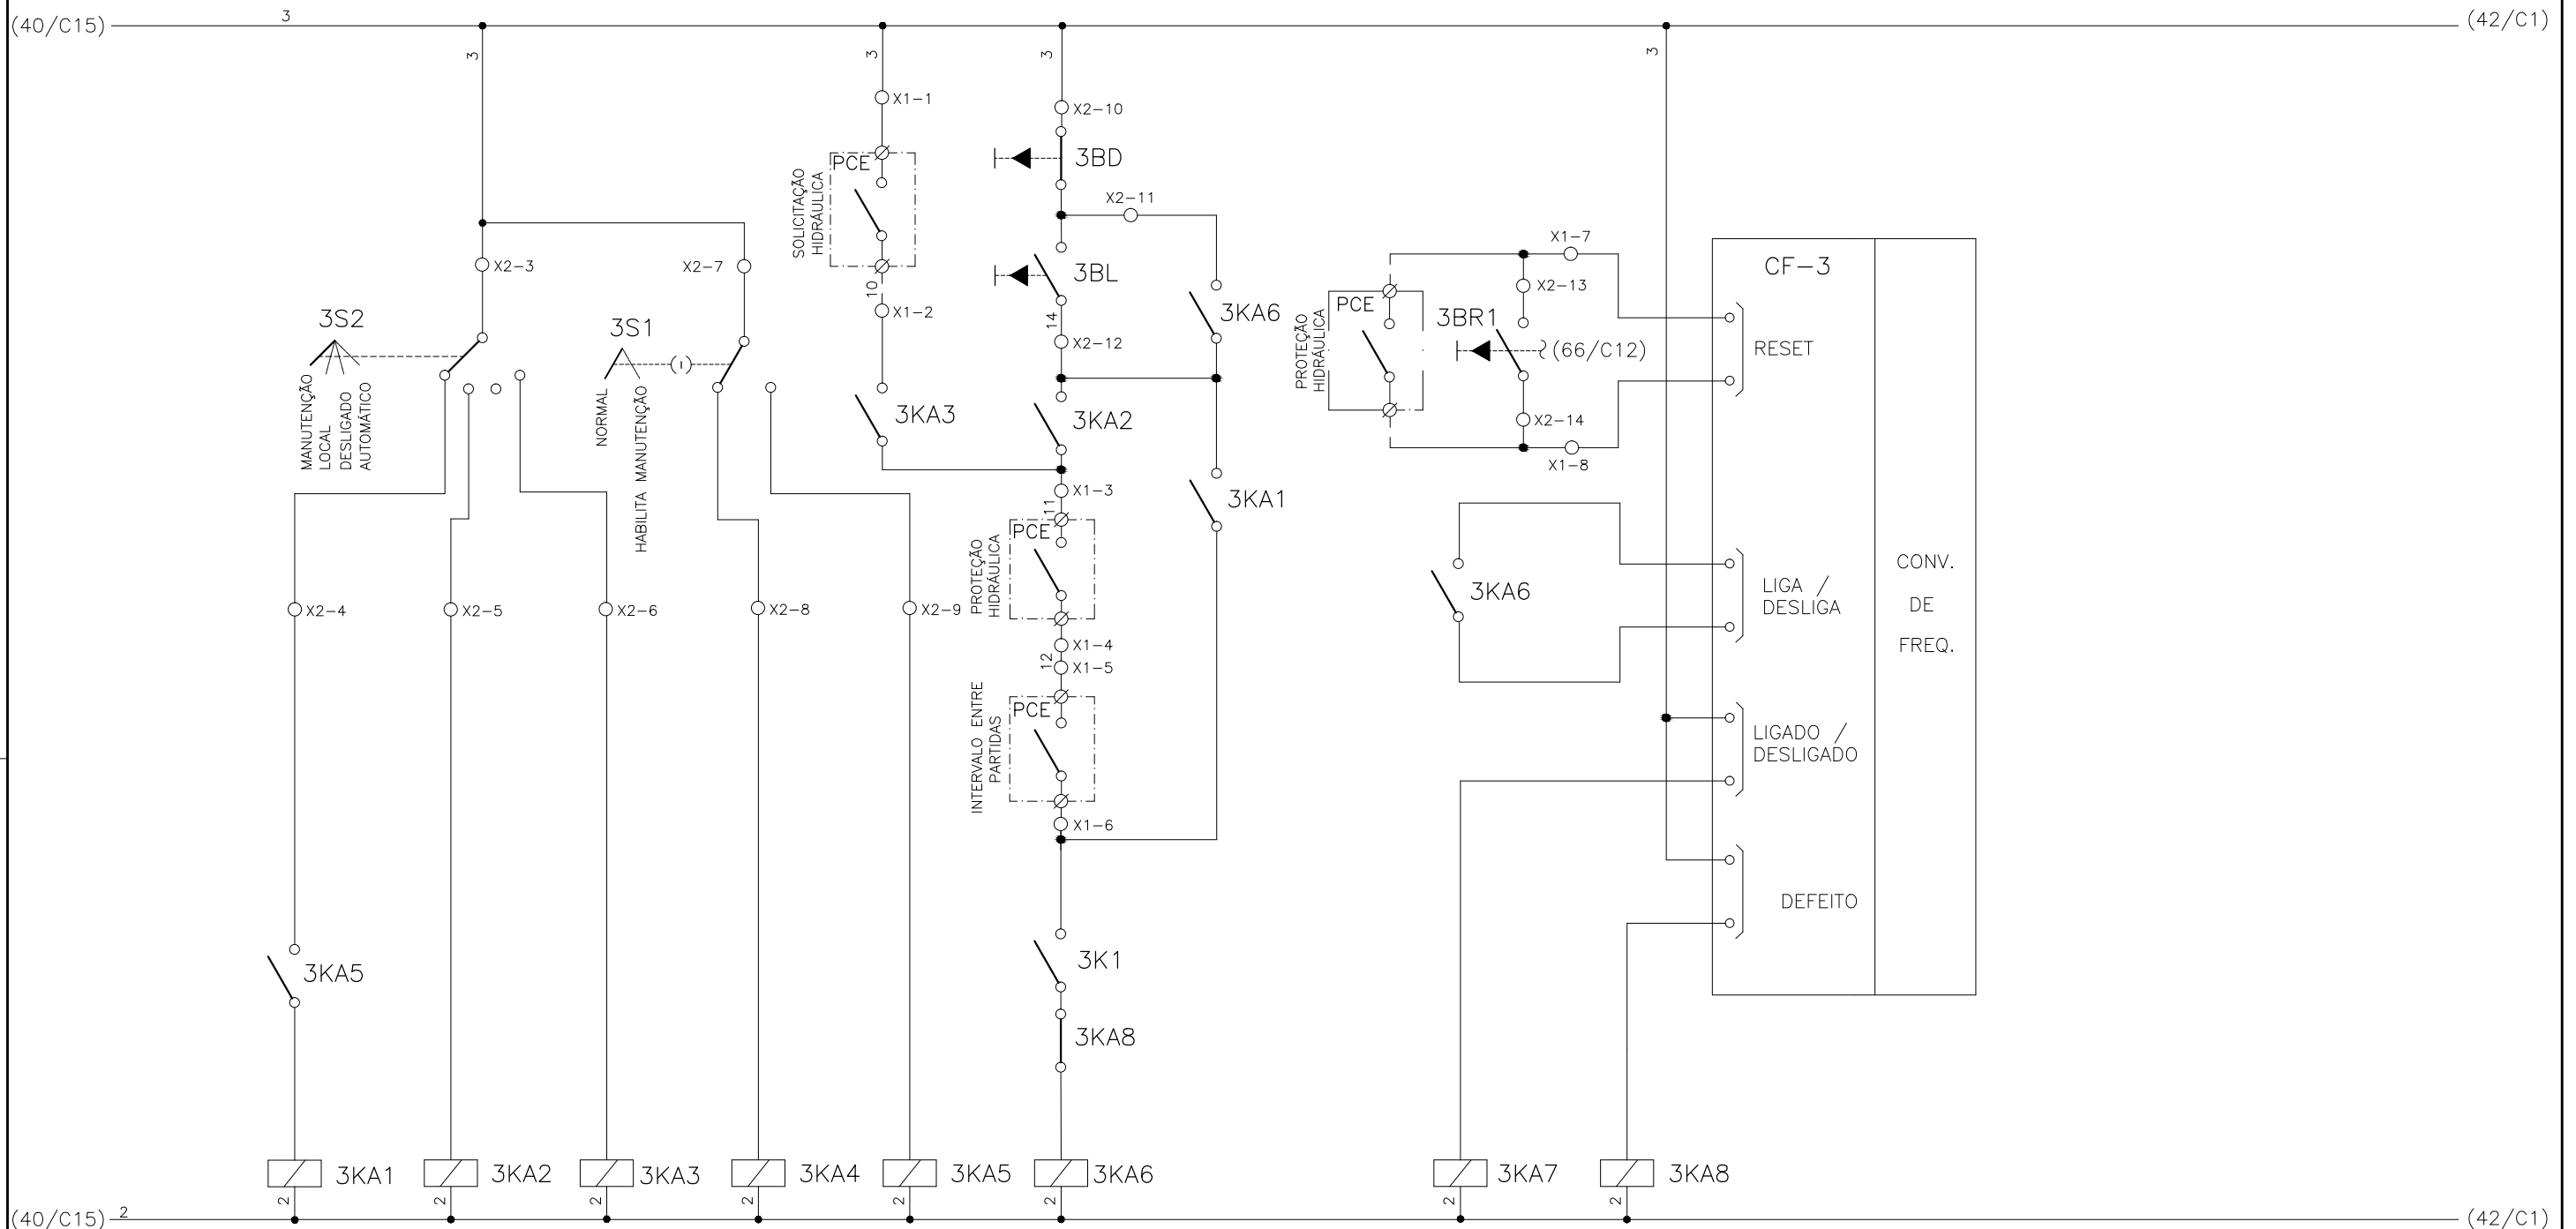 (40/C15)
3
(42/C1)
3
3
3
3
X1-1
X2-10
PCE
SOLICITAÇÃO
HIDRÁULICA
3BD
X2-11
X2-3
X2-7
10
X1-2
3BL
14
X2-12
3KA6
3S2
MANUTENÇÃO
LOCAL
DESLIGADO
AUTOMÁTICO
3S1
NORMAL
HABILITA MANUTENÇÃO
X1-7
X2-13
PCE
PROTEÇÃO
HIDRÁULICA
3BR1
(66/C12)
X2-14
X1-8
CF-3
RESET
3KA3
3KA2
X1-3
11
3KA1
PCE
PROTEÇÃO
HIDRÁULICA
X1-4
12
X1-5
PCE
INTERVALO ENTRE
PARTIDAS
X1-6
X2-4
X2-5
X2-6
X2-8
X2-9
3KA6
LIGA /
DESLIGA
CONV.
DE
FREQ.
LIGADO /
DESLIGADO
DEFEITO
3KA5
3K1
3KA8
3KA1
3KA2
3KA3
3KA4
3KA5
3KA6
3KA7
3KA8
2
2
2
2
2
2
2
2
(40/C15)
2
(42/C1)